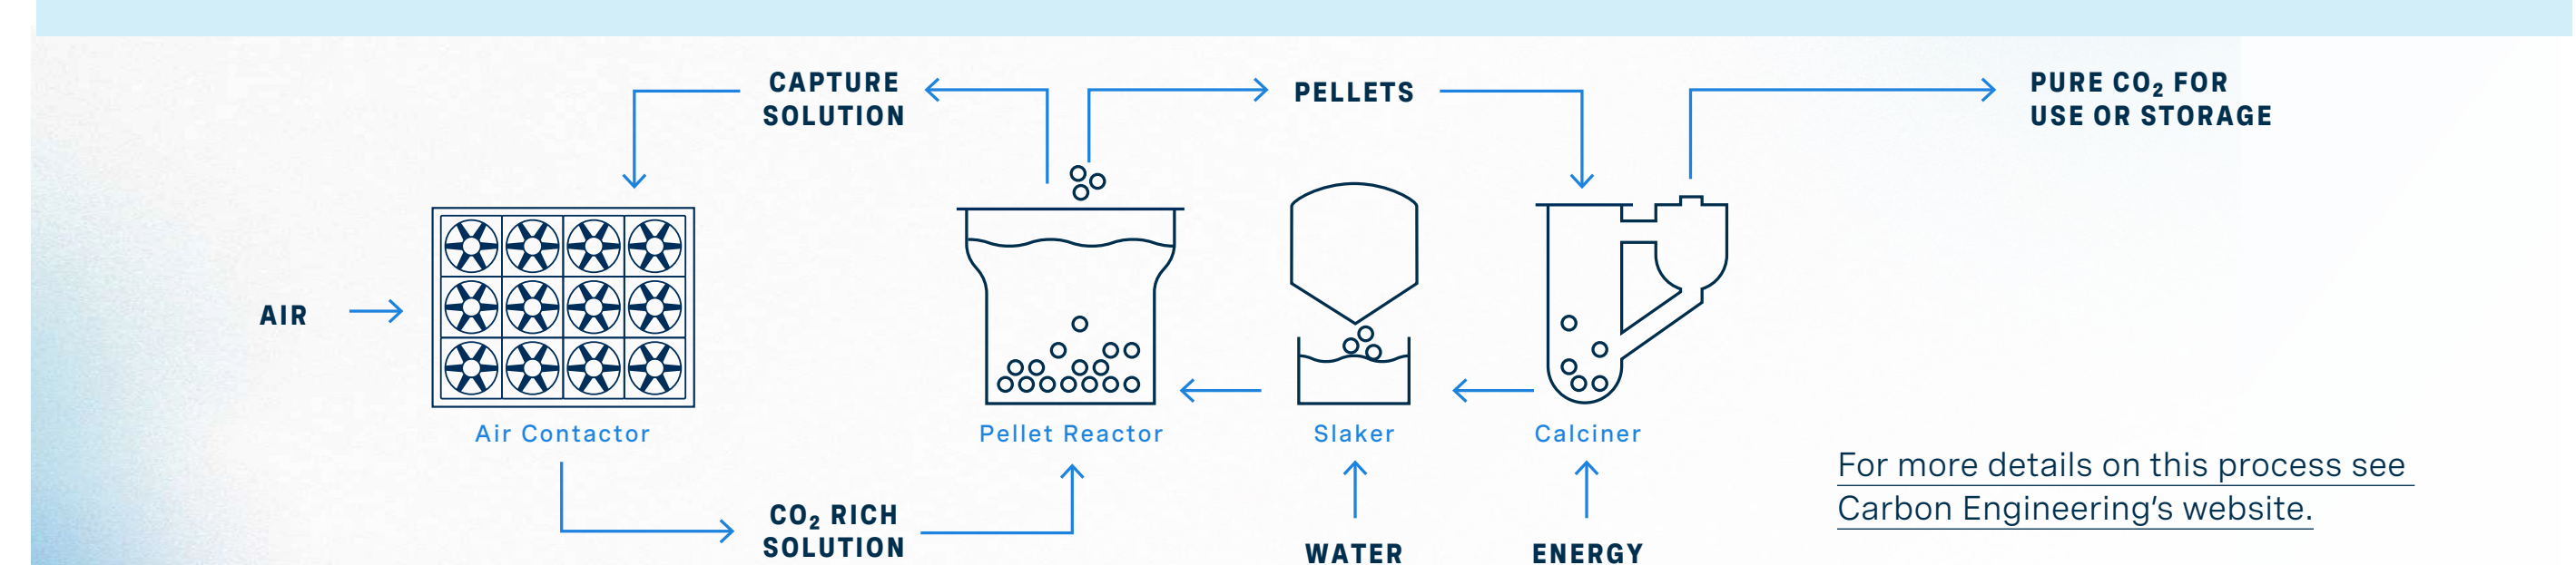 CAPTURE
SOLUTION
PELLETS
PURE CO₂ FOR
USE OR STORAGE
AIR
Air Contactor
Pellet Reactor
Slaker
Calciner
CO₂ RICH
SOLUTION
WATER
ENERGY
For more details on this process see
Carbon Engineering’s website.